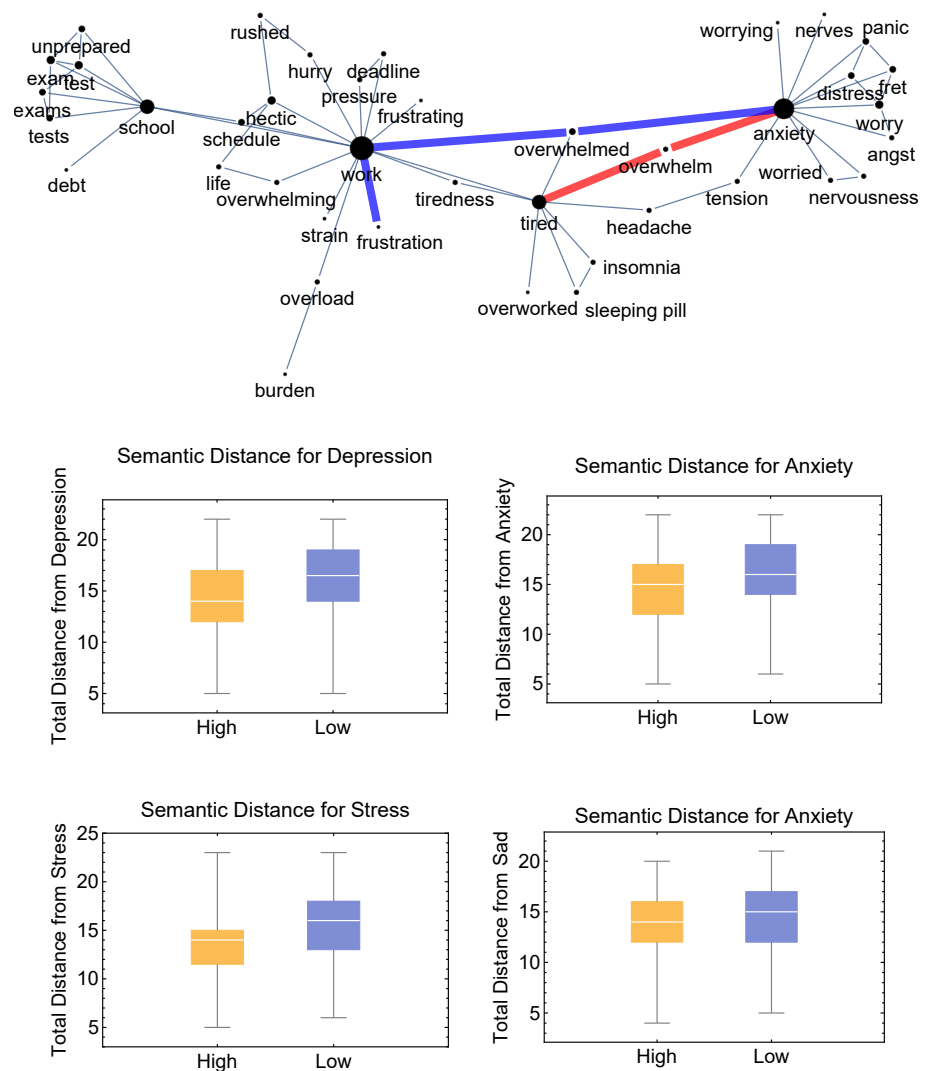 rushed
worrying
nerves
panic
unprepared
hurry
deadline
exam
test
pressure
distress
fret
exams
hectic
frustrating
tests
school
schedule
anxiety
worry
overwhelmed
overwhelm
angst
debt
life
work
worried
overwhelming
tiredness
tension
nervousness
strain
frustration
tired
headache
insomnia
overload
overworked
sleeping pill
burden
Semantic Distance for Depression
Total Distance from Depression
20
15
10
5
High
Low
Semantic Distance for Anxiety
Total Distance from Anxiety
20
15
10
5
High
Low
Semantic Distance for Stress
Total Distance from Stress
25
20
15
10
5
High
Low
Semantic Distance for Anxiety
Total Distance from Sad
20
15
10
5
High
Low